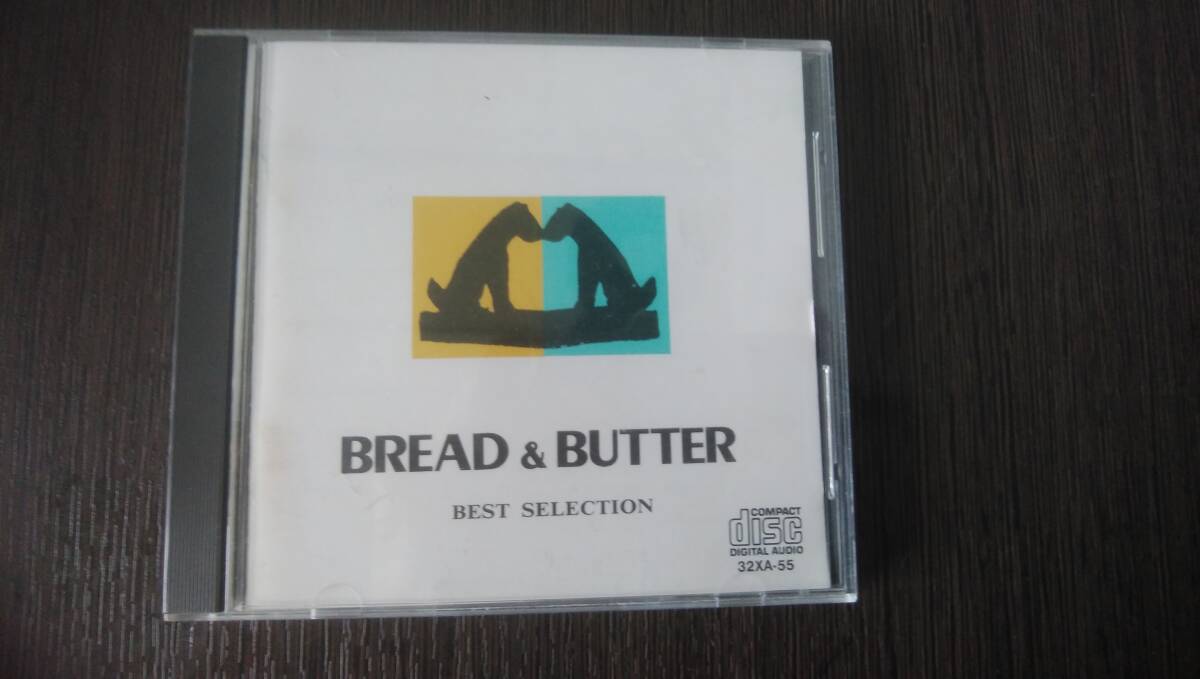 BREAD & BUTTER
BEST SELECTION
COMPACT
disc
DIGITAL AUDIO
32XA-55